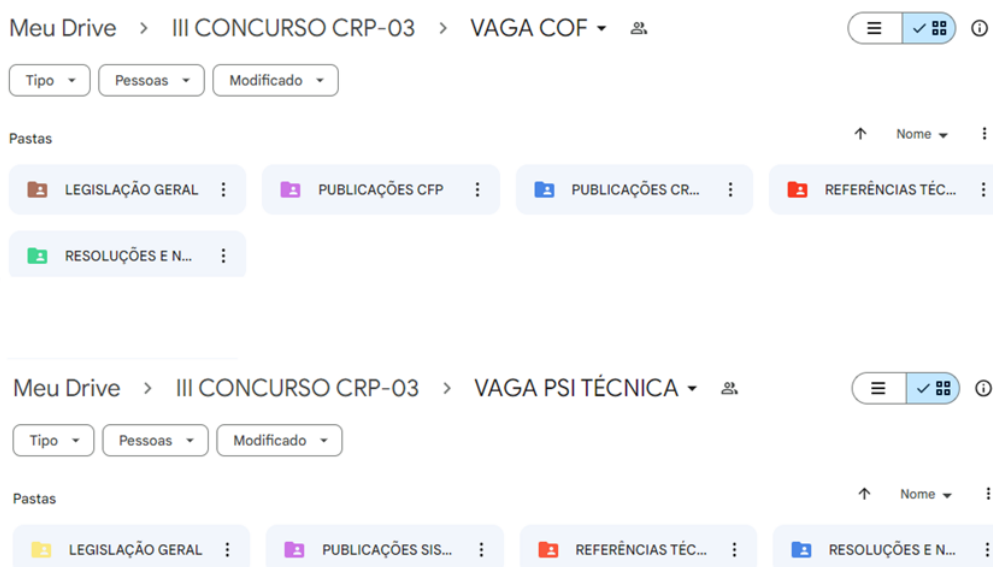 Meu Drive > III CONCURSO CRP-03 > VAGA COF
Tipo Pessoas Modificado
Pastas Nome
LEGISLAÇÃO GERAL PUBLICAÇÕES CFP PUBLICAÇÕES CR... REFERÊNCIAS TÉC...
RESOLUÇÕES E N...
Meu Drive > III CONCURSO CRP-03 > VAGA PSI TÉCNICA
Tipo Pessoas Modificado
Pastas Nome
LEGISLAÇÃO GERAL PUBLICAÇÕES SIS... REFERÊNCIAS TÉC... RESOLUÇÕES E N...